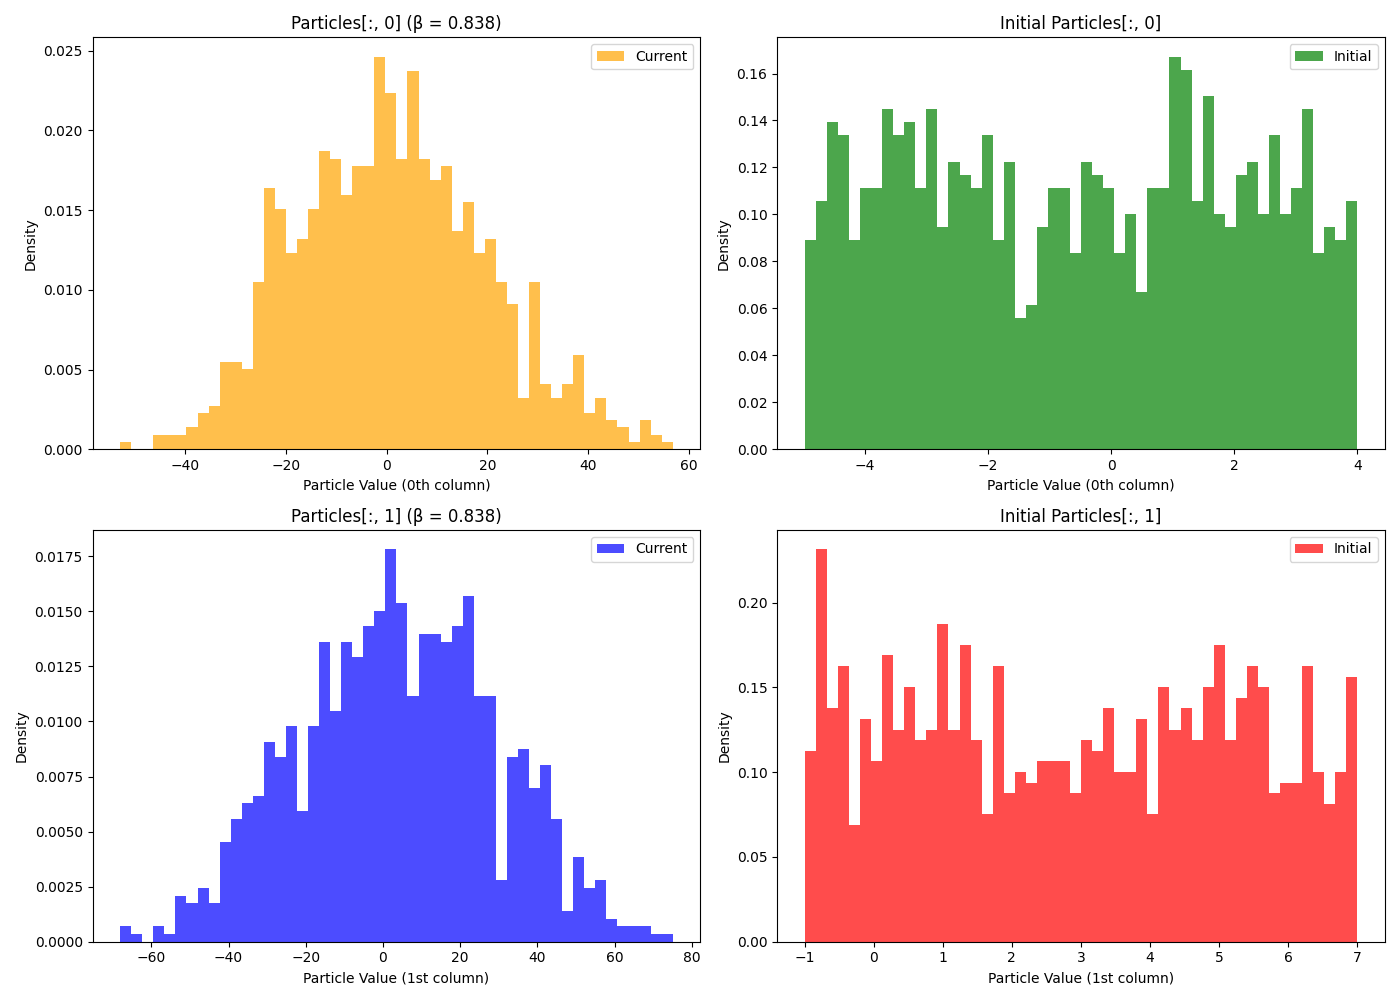 Particles[:, 0] (β = 0.838)
Current
Density
0.025
0.020
0.015
0.010
0.005
0.000
−40 −20 0 20 40 60
Particle Value (0th column)
Initial Particles[:, 0]
Initial
Density
0.16
0.14
0.12
0.10
0.08
0.06
0.04
0.02
0.00
−4 −2 0 2 4
Particle Value (0th column)
Particles[:, 1] (β = 0.838)
Current
Density
0.0175
0.0150
0.0125
0.0100
0.0075
0.0050
0.0025
0.0000
−60 −40 −20 0 20 40 60 80
Particle Value (1st column)
Initial Particles[:, 1]
Initial
Density
0.20
0.15
0.10
0.05
0.00
−1 0 1 2 3 4 5 6 7
Particle Value (1st column)